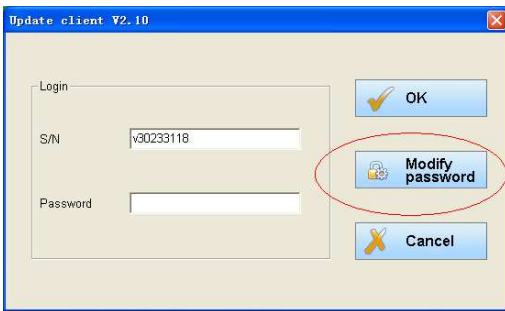 Update client V2.10
Login
S/N
v30233118
Password
OK
Modify
password
Cancel